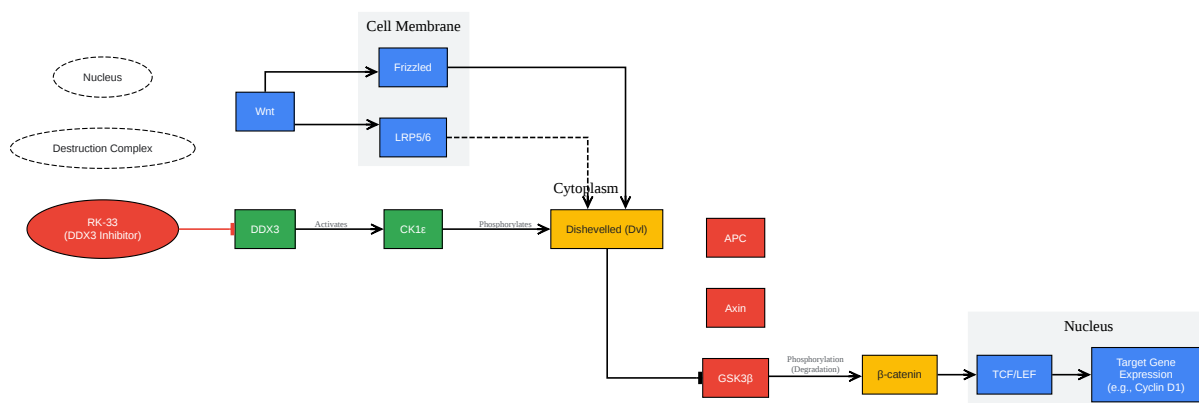 Cell Membrane
Frizzled
Nucleus
Wnt
LRP5/6
Destruction Complex
Cytoplasm
RK-33
(DDX3 Inhibitor)
DDX3
Activates
CK1ε
Phosphorylates
Dishevelled (Dvl)
APC
Axin
Nucleus
GSK3β
Phosphorylation
(Degradation)
β-catenin
TCF/LEF
Target Gene
Expression
(e.g., Cyclin D1)